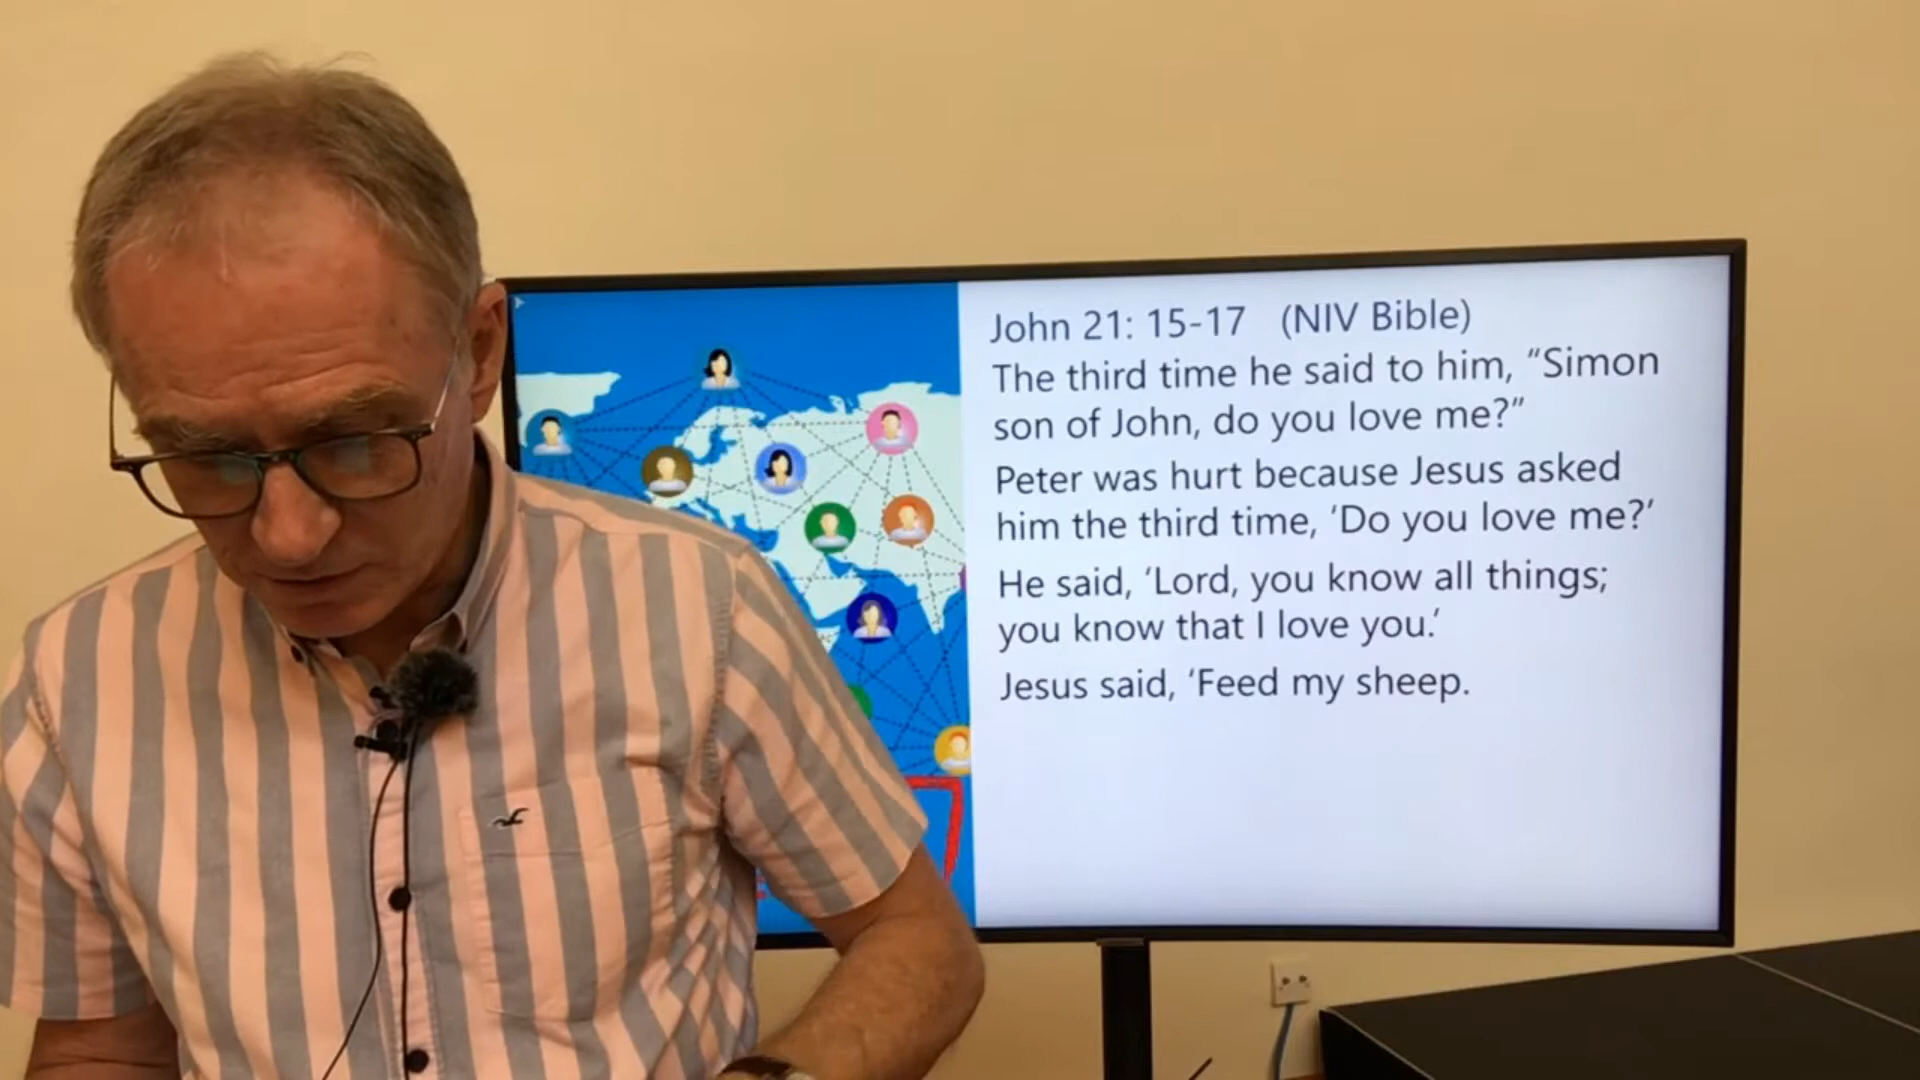 John 21: 15-17   (NIV Bible)
The third time he said to him, “Simon
son of John, do you love me?”
Peter was hurt because Jesus asked
him the third time, ‘Do you love me?’
He said, ‘Lord, you know all things;
you know that I love you.’
Jesus said, ‘Feed my sheep.